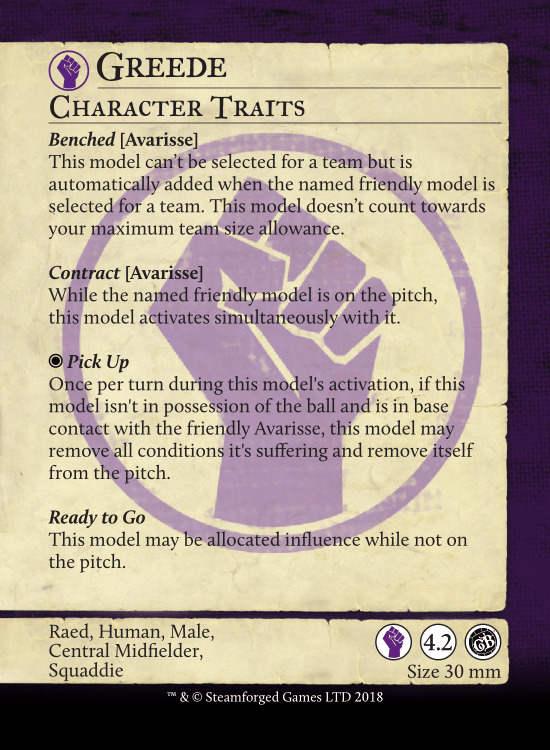 Greede
Character Traits
Benched [Avarisse]
This model can't be selected for a team but is
automatically added when the named friendly model is
selected for a team. This model doesn't count towards
your maximum team size allowance.
Contract [Avarisse]
While the named friendly model is on the pitch,
this model activates simultaneously with it.
Pick Up
Once per turn during this model's activation, if this
model isn't in possession of the ball and is in base
contact with the friendly Avarisse, this model may
remove all conditions it's suffering and remove itself
from the pitch.
Ready to Go
This model may be allocated influence while not on
the pitch.
Raed, Human, Male,
Central Midfielder,
Squaddie
4.2
GB
Size 30 mm
™ & © Steamforged Games LTD 2018